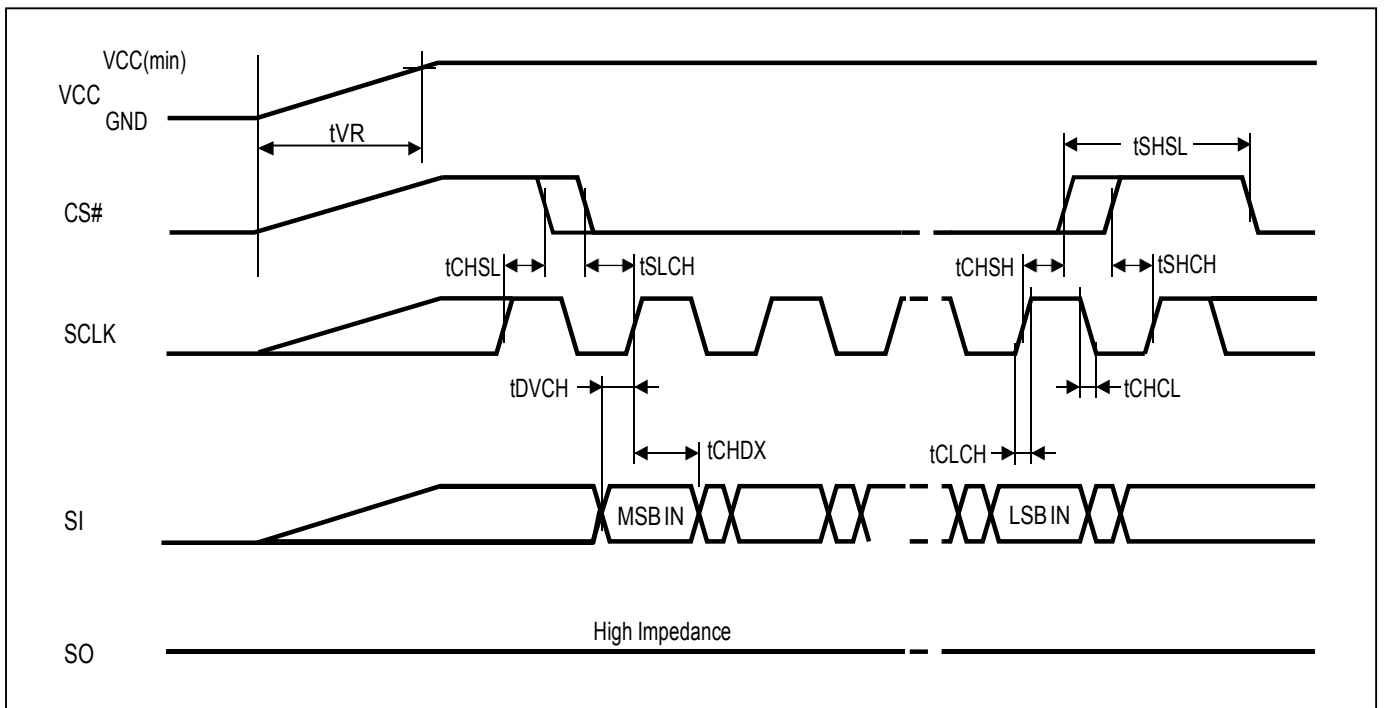 VCC(min)
VCC
GND
tVR
tSHSL
CS#
tCHSL
tSLCH
tCHSH
tSHCH
SCLK
tDVCH
tCHCL
tCHDX
tCLCH
SI
MSB IN
LSB IN
High Impedance
SO